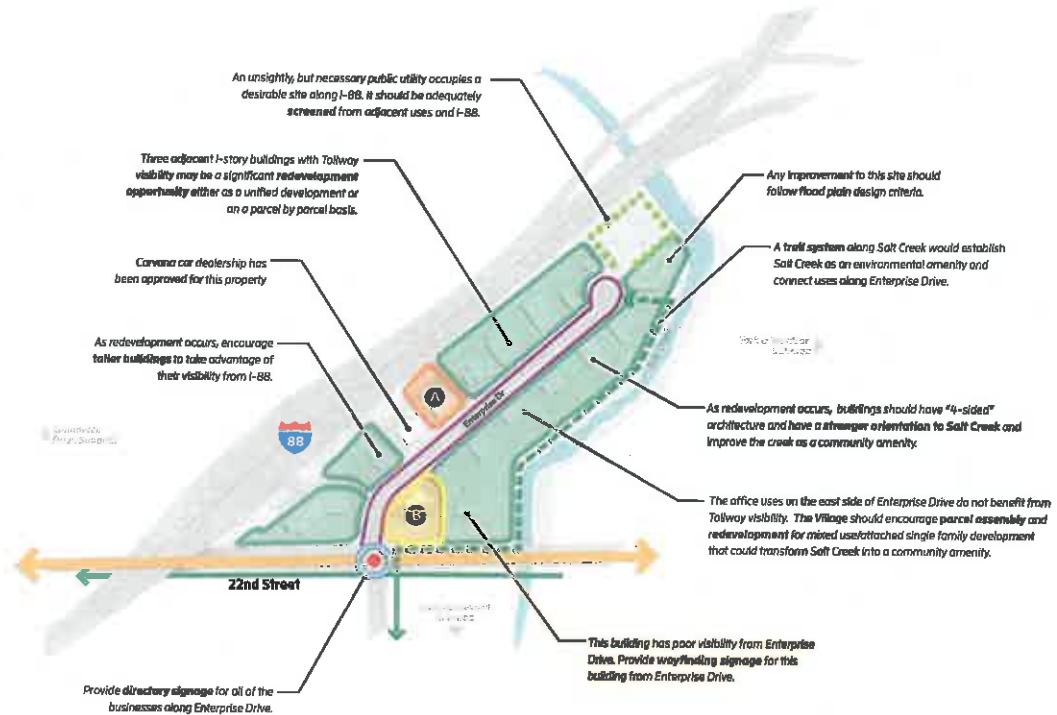 An unsightly, but necessary public utility occupies a
desirable site along I-88. It should be adequately
screened from adjacent uses and I-88.
Three adjacent 1-story buildings with Tollway
visibility may be a significant redevelopment
opportunity either as a unified development or
on a parcel by parcel basis.
Any improvement to this site should
follow flood plain design criteria.
Carvana car dealership has
been approved for this property
A trail system along Salt Creek would establish
Salt Creek as an environmental amenity and
connect uses along Enterprise Drive.
As redevelopment occurs, encourage
taller buildings to take advantage of
their visibility from I-88.
A
Enterprise Dr
88
As redevelopment occurs, buildings should have "4-sided"
architecture and have a stronger orientation to Salt Creek and
improve the creek as a community amenity.
B
The office uses on the east side of Enterprise Drive do not benefit from
Tollway visibility. The Village should encourage parcel assembly and
redevelopment for mixed use/attached single family development
that could transform Salt Creek into a community amenity.
22nd Street
This building has poor visibility from Enterprise
Drive. Provide wayfinding signage for this
building from Enterprise Drive.
Provide directory signage for all of the
businesses along Enterprise Drive.